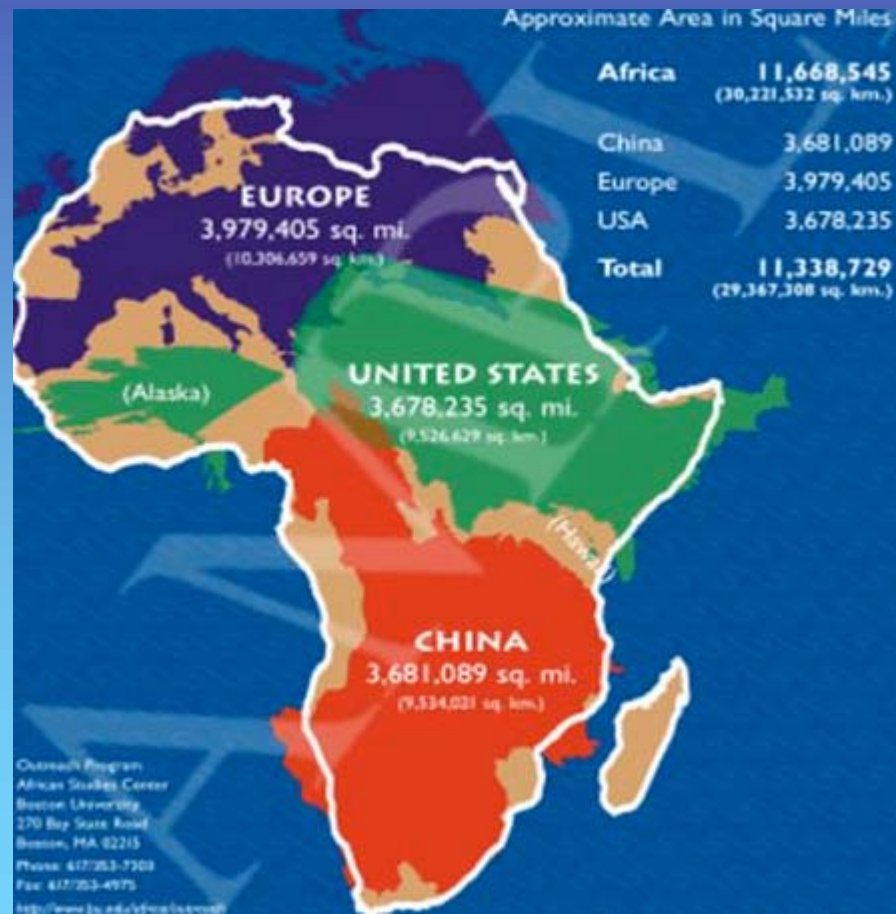 Approximate Area in Square Miles
Africa 11,668,545
(30,221,532 sq. km.)
China 3,681,089
Europe 3,979,405
USA 3,678,235
Total 11,338,729
(29,367,308 sq. km.)
EUROPE
3,979,405 sq. mi.
(10,306,659 sq. km.)
UNITED STATES
3,678,235 sq. mi.
(9,526,629 sq. km.)
(Alaska)
(Hawaii)
CHINA
3,681,089 sq. mi.
(9,534,021 sq. km.)
Outreach Program
African Studies Center
Boston University
270 Bay State Road
Boston, MA 02215
Phone: 617/353-7303
Fax: 617/353-4975